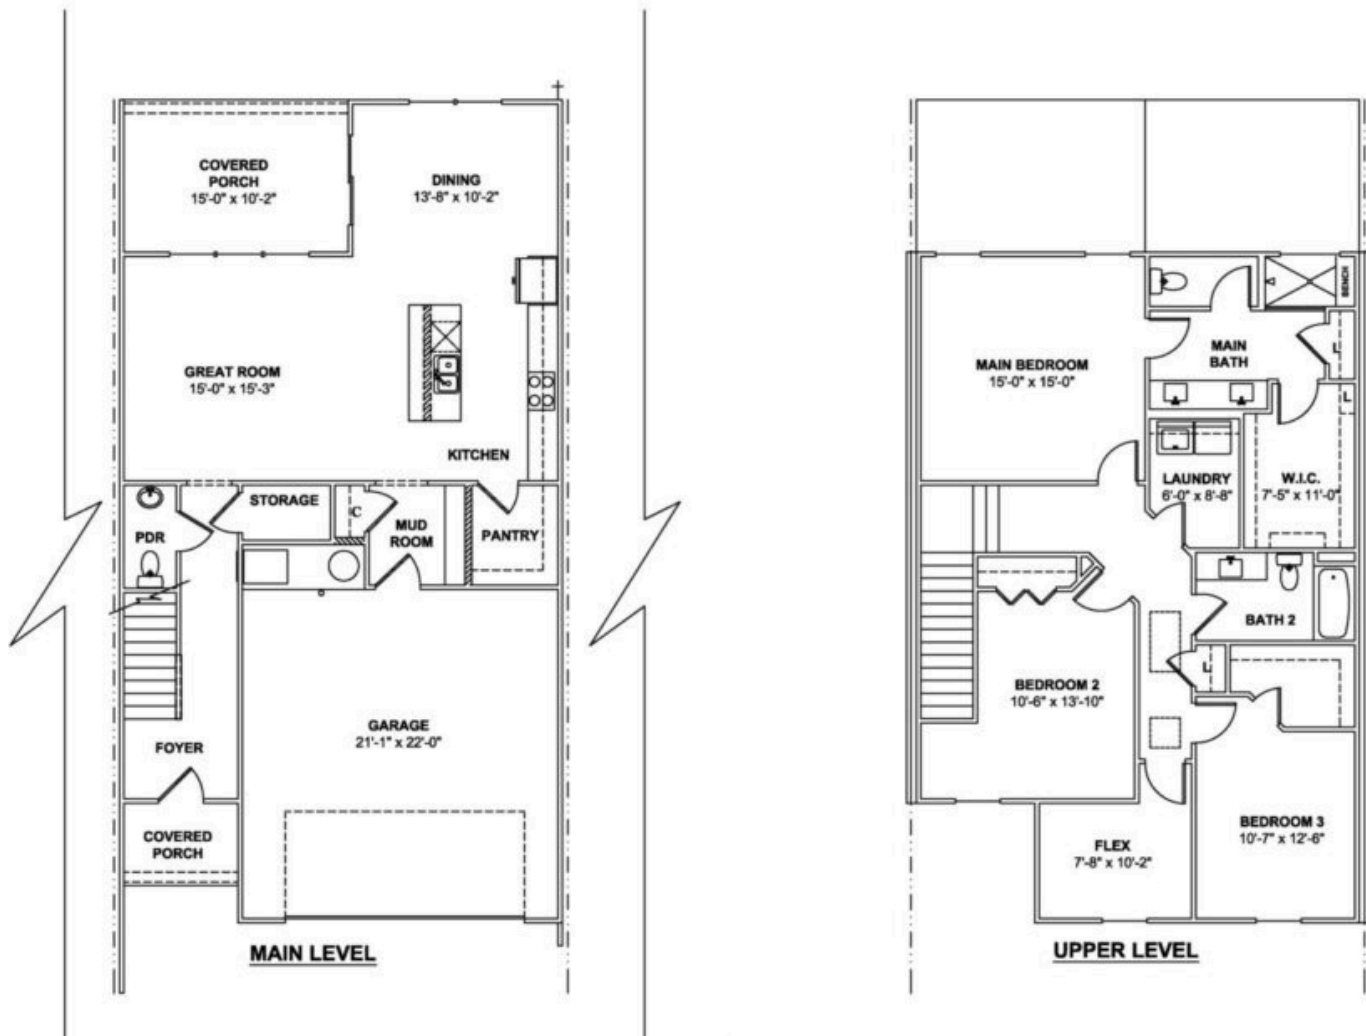 COVERED
PORCH
15'-0" x 10'-2"
DINING
13'-8" x 10'-2"
GREAT ROOM
15'-0" x 15'-3"
KITCHEN
STORAGE
C
MUD
ROOM
PANTRY
PDR
GARAGE
21'-1" x 22'-0"
FOYER
COVERED
PORCH
MAIN LEVEL
BENCH
MAIN
BATH
L
MAIN BEDROOM
15'-0" x 15'-0"
L
LAUNDRY
6'-0" x 8'-8"
W.I.C.
7'-5" x 11'-0"
BATH 2
L
BEDROOM 2
10'-6" x 13'-10"
BEDROOM 3
10'-7" x 12'-6"
FLEX
7'-8" x 10'-2"
UPPER LEVEL